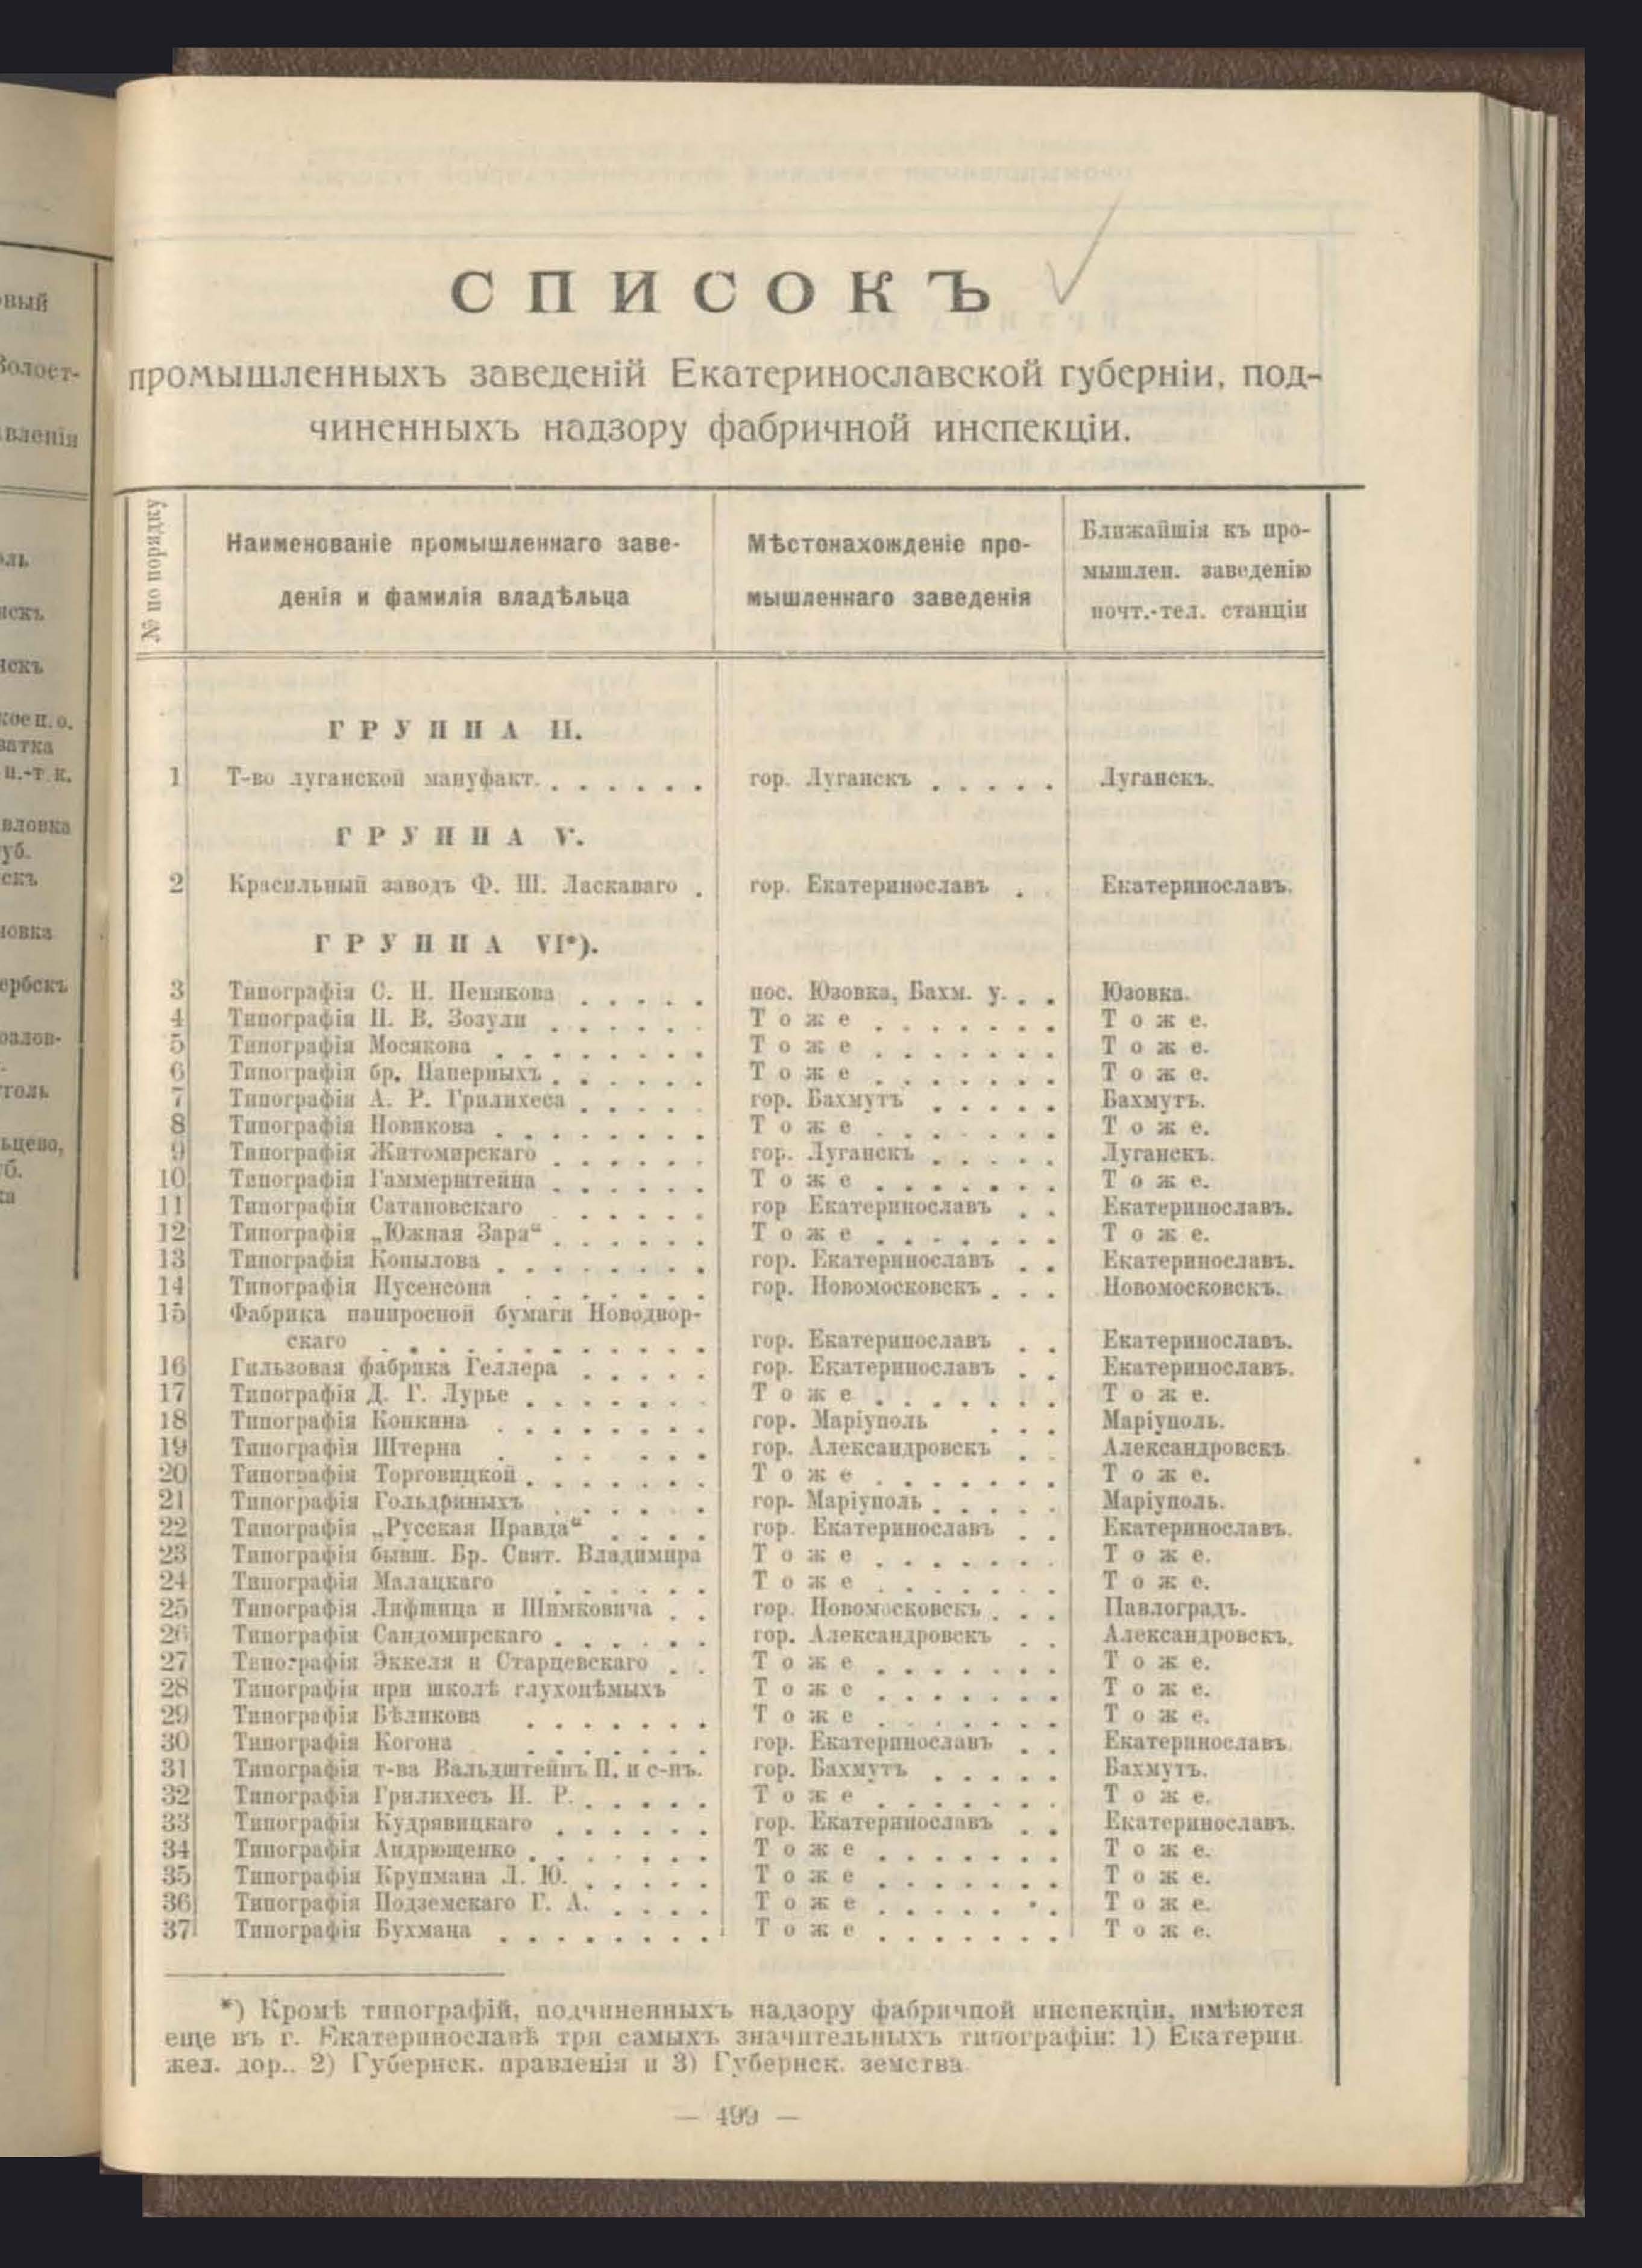 СПИСОКЪ
промышленныхъ заведеній Екатеринославской губерніи, под-
чиненныхъ надзору фабричной инспекціи.
№ по порядку
Наименованіе промышленнаго заве-
денія и фамилія владѣльца
Мѣстонахожденіе про-
мышленнаго заведенія
Ближайшія къ про-
мышлен. заведенію
почт.-тел. станціи
ГРУППА II.
1 Т-во луганской мануфакт. . . . . . . гор. Луганскъ . . . . . Луганскъ.
ГРУППА V.
2 Красильный заводъ Ф. Ш. Ласкаваго . гор. Екатеринославъ . Екатеринославъ.
ГРУППА VI*).
3 Типографія С. Н. Пенякова . . . . . пос. Юзовка, Бахм. у. . . Юзовка.
4 Типографія П. В. Зозули . . . . . . Тоже . . . . . . . Тоже.
5 Типографія Мосякова . . . . . . . . Тоже . . . . . . . Тоже.
6 Типографія бр. Паперныхъ . . . . . . Тоже . . . . . . . Тоже.
7 Типографія А. Р. Грилихеса . . . . . гор. Бахмутъ . . . . . Бахмутъ.
8 Типографія Новикова . . . . . . . . Тоже . . . . . . . Тоже.
9 Типографія Житомирскаго . . . . . . гор. Луганскъ . . . . . Луганскъ.
10 Типографія Гаммерштейна . . . . . . Тоже . . . . . . . Тоже.
11 Типографія Сатановскаго . . . . . . гор Екатеринославъ . . Екатеринославъ.
12 Типографія „Южная Заря“ . . . . . . Тоже . . . . . . . Тоже.
13 Типографія Копылова . . . . . . . . гор. Екатеринославъ . . Екатеринославъ.
14 Типографія Нусенсона . . . . . . . гор. Новомосковскъ . . . Новомосковскъ.
15 Фабрика папиросной бумаги Новодвор-
скаго . . . . . . . . . . . гор. Екатеринославъ . . Екатеринославъ.
16 Гильзовая фабрика Геллера . . . . . гор. Екатеринославъ . . Екатеринославъ.
17 Типографія Д. Г. Лурье . . . . . . . Тоже . . . . . . . Тоже.
18 Типографія Копкина . . . . . . . . гор. Маріуполь . . . Маріуполь.
19 Типографія Штерна . . . . . . гор. Александровскъ . . Александровскъ
20 Типографія Торговицкой . . . . . . . Тоже . . . . . . . Тоже.
21 Типографія Гольдриныхъ . . . . . . гор. Маріуполь . . . . . Маріуполь.
22 Типографія „Русская Правда“ . . . . гор. Екатеринославъ . . Екатеринославъ.
23 Типографія бывш. Бр. Свят. Владимира Тоже . . . . . . . Тоже.
24 Типографія Малацкаго . . . . . . Тоже . . . . . . . Тоже.
25 Типографія Лифшица и Шимковича . . гор. Новомосковскъ . . . Павлоградъ.
26 Типографія Сандомирскаго . . . . . . гор. Александровскъ . . Александровскъ.
27 Типографія Эккеля и Старцевскаго . . Тоже . . . . . . . Тоже.
28 Типографія при школѣ глухонѣмыхъ Тоже . . . . . . . Тоже.
29 Типографія Бѣликова . . . . . . . Тоже . . . . . . . Тоже.
30 Типографія Когона . . . . . . . гор. Екатеринославъ . . Екатеринославъ
31 Типографія т-ва Вальдштейнъ П. и с-нъ. гор. Бахмутъ . . . . . Бахмутъ.
32 Типографія Грилихесъ И. Р. . . . . . Тоже . . . . . . . Тоже.
33 Типографія Кудрявицкаго . . . . . . гор. Екатеринославъ . . Екатеринославъ.
34 Типографія Андрющенко . . . . . . . Тоже . . . . . . . Тоже.
35 Типографія Крупмана Л. Ю. . . . . . Тоже . . . . . . . Тоже.
36 Типографія Подземскаго Г. А. . . . . Тоже . . . . . . . Тоже.
37 Типографія Бухмана . . . . . . . . Тоже . . . . . . . Тоже.
*) Кромѣ типографій, подчиненныхъ надзору фабричной инспекціи, имѣются
еще въ г. Екатеринославѣ три самыхъ значительныхъ типографіи: 1) Екатерин.
жел. дор.. 2) Губернск. правленія и 3) Губернск. земства
— 499 —